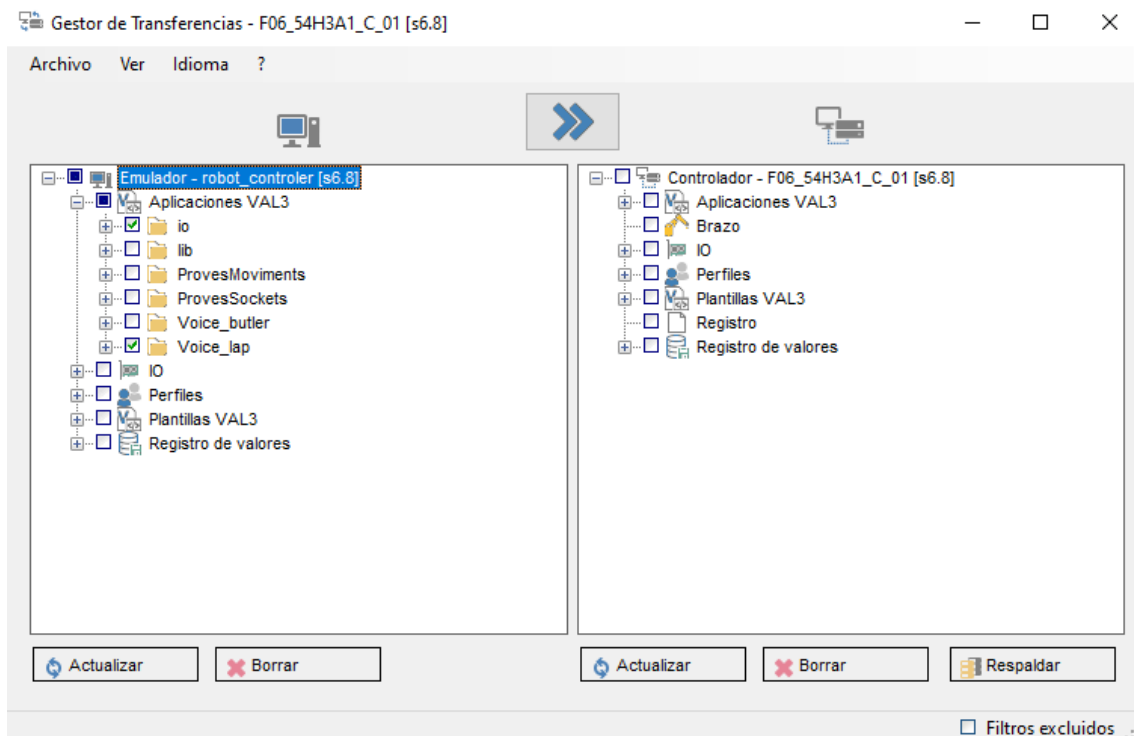 Gestor de Transferencias - F06_54H3A1_C_01 [s6.8]
Archivo Ver Idioma ?
Emulador - robot_controler [s6.8]
Aplicaciones VAL3
io
lib
ProvesMoviments
ProvesSockets
Voice_butler
Voice_lap
IO
Perfiles
Plantillas VAL3
Registro de valores
Controlador - F06_54H3A1_C_01 [s6.8]
Aplicaciones VAL3
Brazo
IO
Perfiles
Plantillas VAL3
Registro
Registro de valores
Actualizar Borrar Actualizar Borrar Respaldar
Filtros excluidos